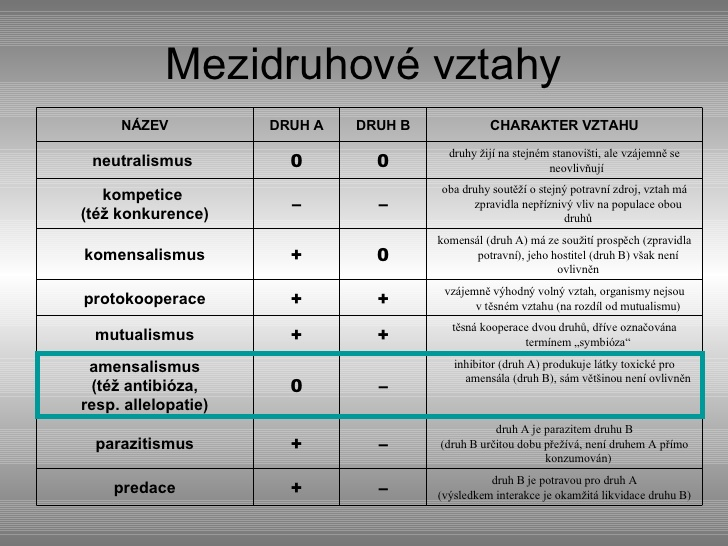 Mezidruhové vztahy
NÁZEV DRUH A DRUH B CHARAKTER VZTAHU
neutralismus 0 0 druhy žijí na stejném stanovišti, ale vzájemně se
neovlivňují
kompetice
(též konkurence) – – oba druhy soutěží o stejný potravní zdroj, vztah má
zpravidla nepříznivý vliv na populace obou
druhů
komensalismus + 0 komensál (druh A) má ze soužití prospěch (zpravidla
potravní), jeho hostitel (druh B) však není
ovlivněn
protokooperace + + vzájemně výhodný volný vztah, organismy nejsou
v těsném vztahu (na rozdíl od mutualismu)
mutualismus + + těsná kooperace dvou druhů, dříve označována
termínem „symbióza“
amensalismus
(též antibióza,
resp. allelopatie) 0 – inhibitor (druh A) produkuje látky toxické pro
amensála (druh B), sám většinou není ovlivněn
parazitismus + – druh A je parazitem druhu B
(druh B určitou dobu přežívá, není druhem A přímo
konzumován)
predace + – druh B je potravou pro druh A
(výsledkem interakce je okamžitá likvidace druhu B)